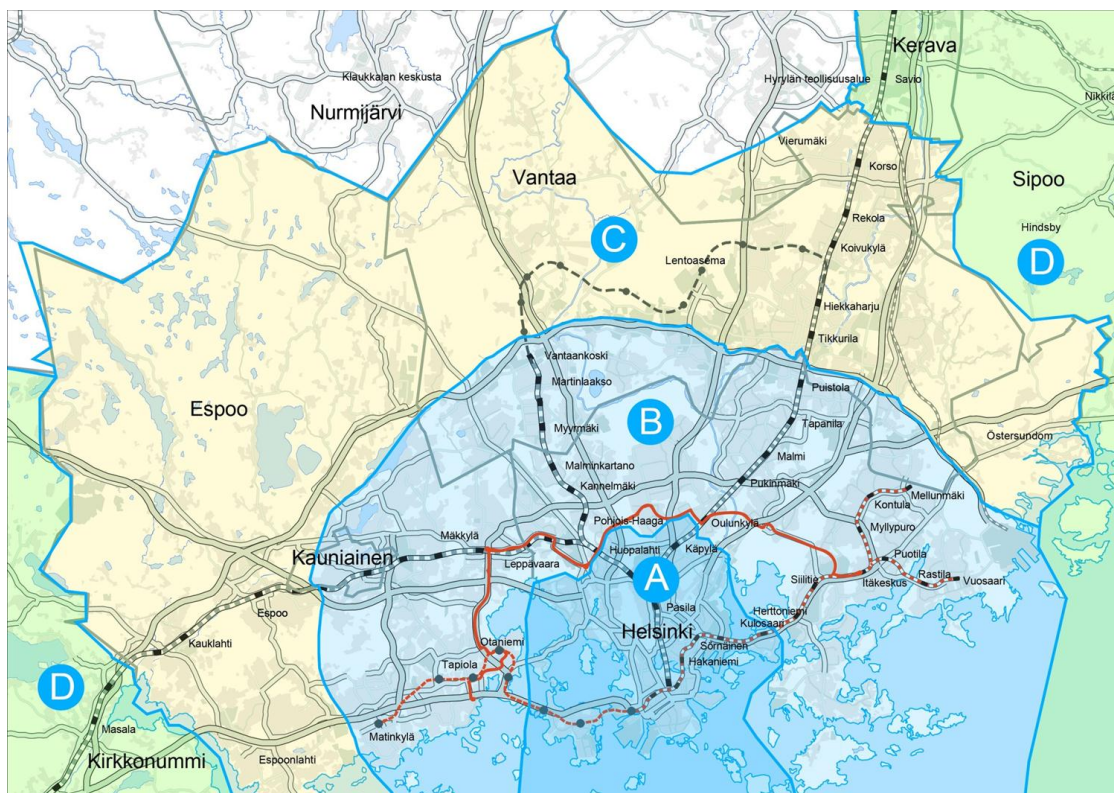 Kerava
Klaukkalan keskusta
Hyrylän teollisuusalue
Savio
Nurmijärvi
Nikkilä
Vierumäki
Korso
Vantaa
Sipoo
Rekola
Hindsby
C
Koivukylä
D
Lentoasema
Hiekkaharju
Tikkurila
Vantaankoski
Martinlaakso
Puistola
Espoo
B
Myyrmäki
Tapanila
Östersundom
Malminkartano
Malmi
Kannelmäki
Pukinmäki
Mellunmäki
Kontula
Pohjois-Haaga
Oulunkylä
Myllypuro
Mäkkylä
Kauniainen
Huopalahti
Käpylä
Puotila
Leppävaara
A
Siilitie
Itäkeskus
Rastila
Vuosaari
Espoo
Pasila
Herttoniemi
Kulosaari
Helsinki
Kauklahti
Otaniemi
Sörnäinen
Hakaniemi
Tapiola
D
Matinkylä
Masala
Espoonlahti
Kirkkonummi